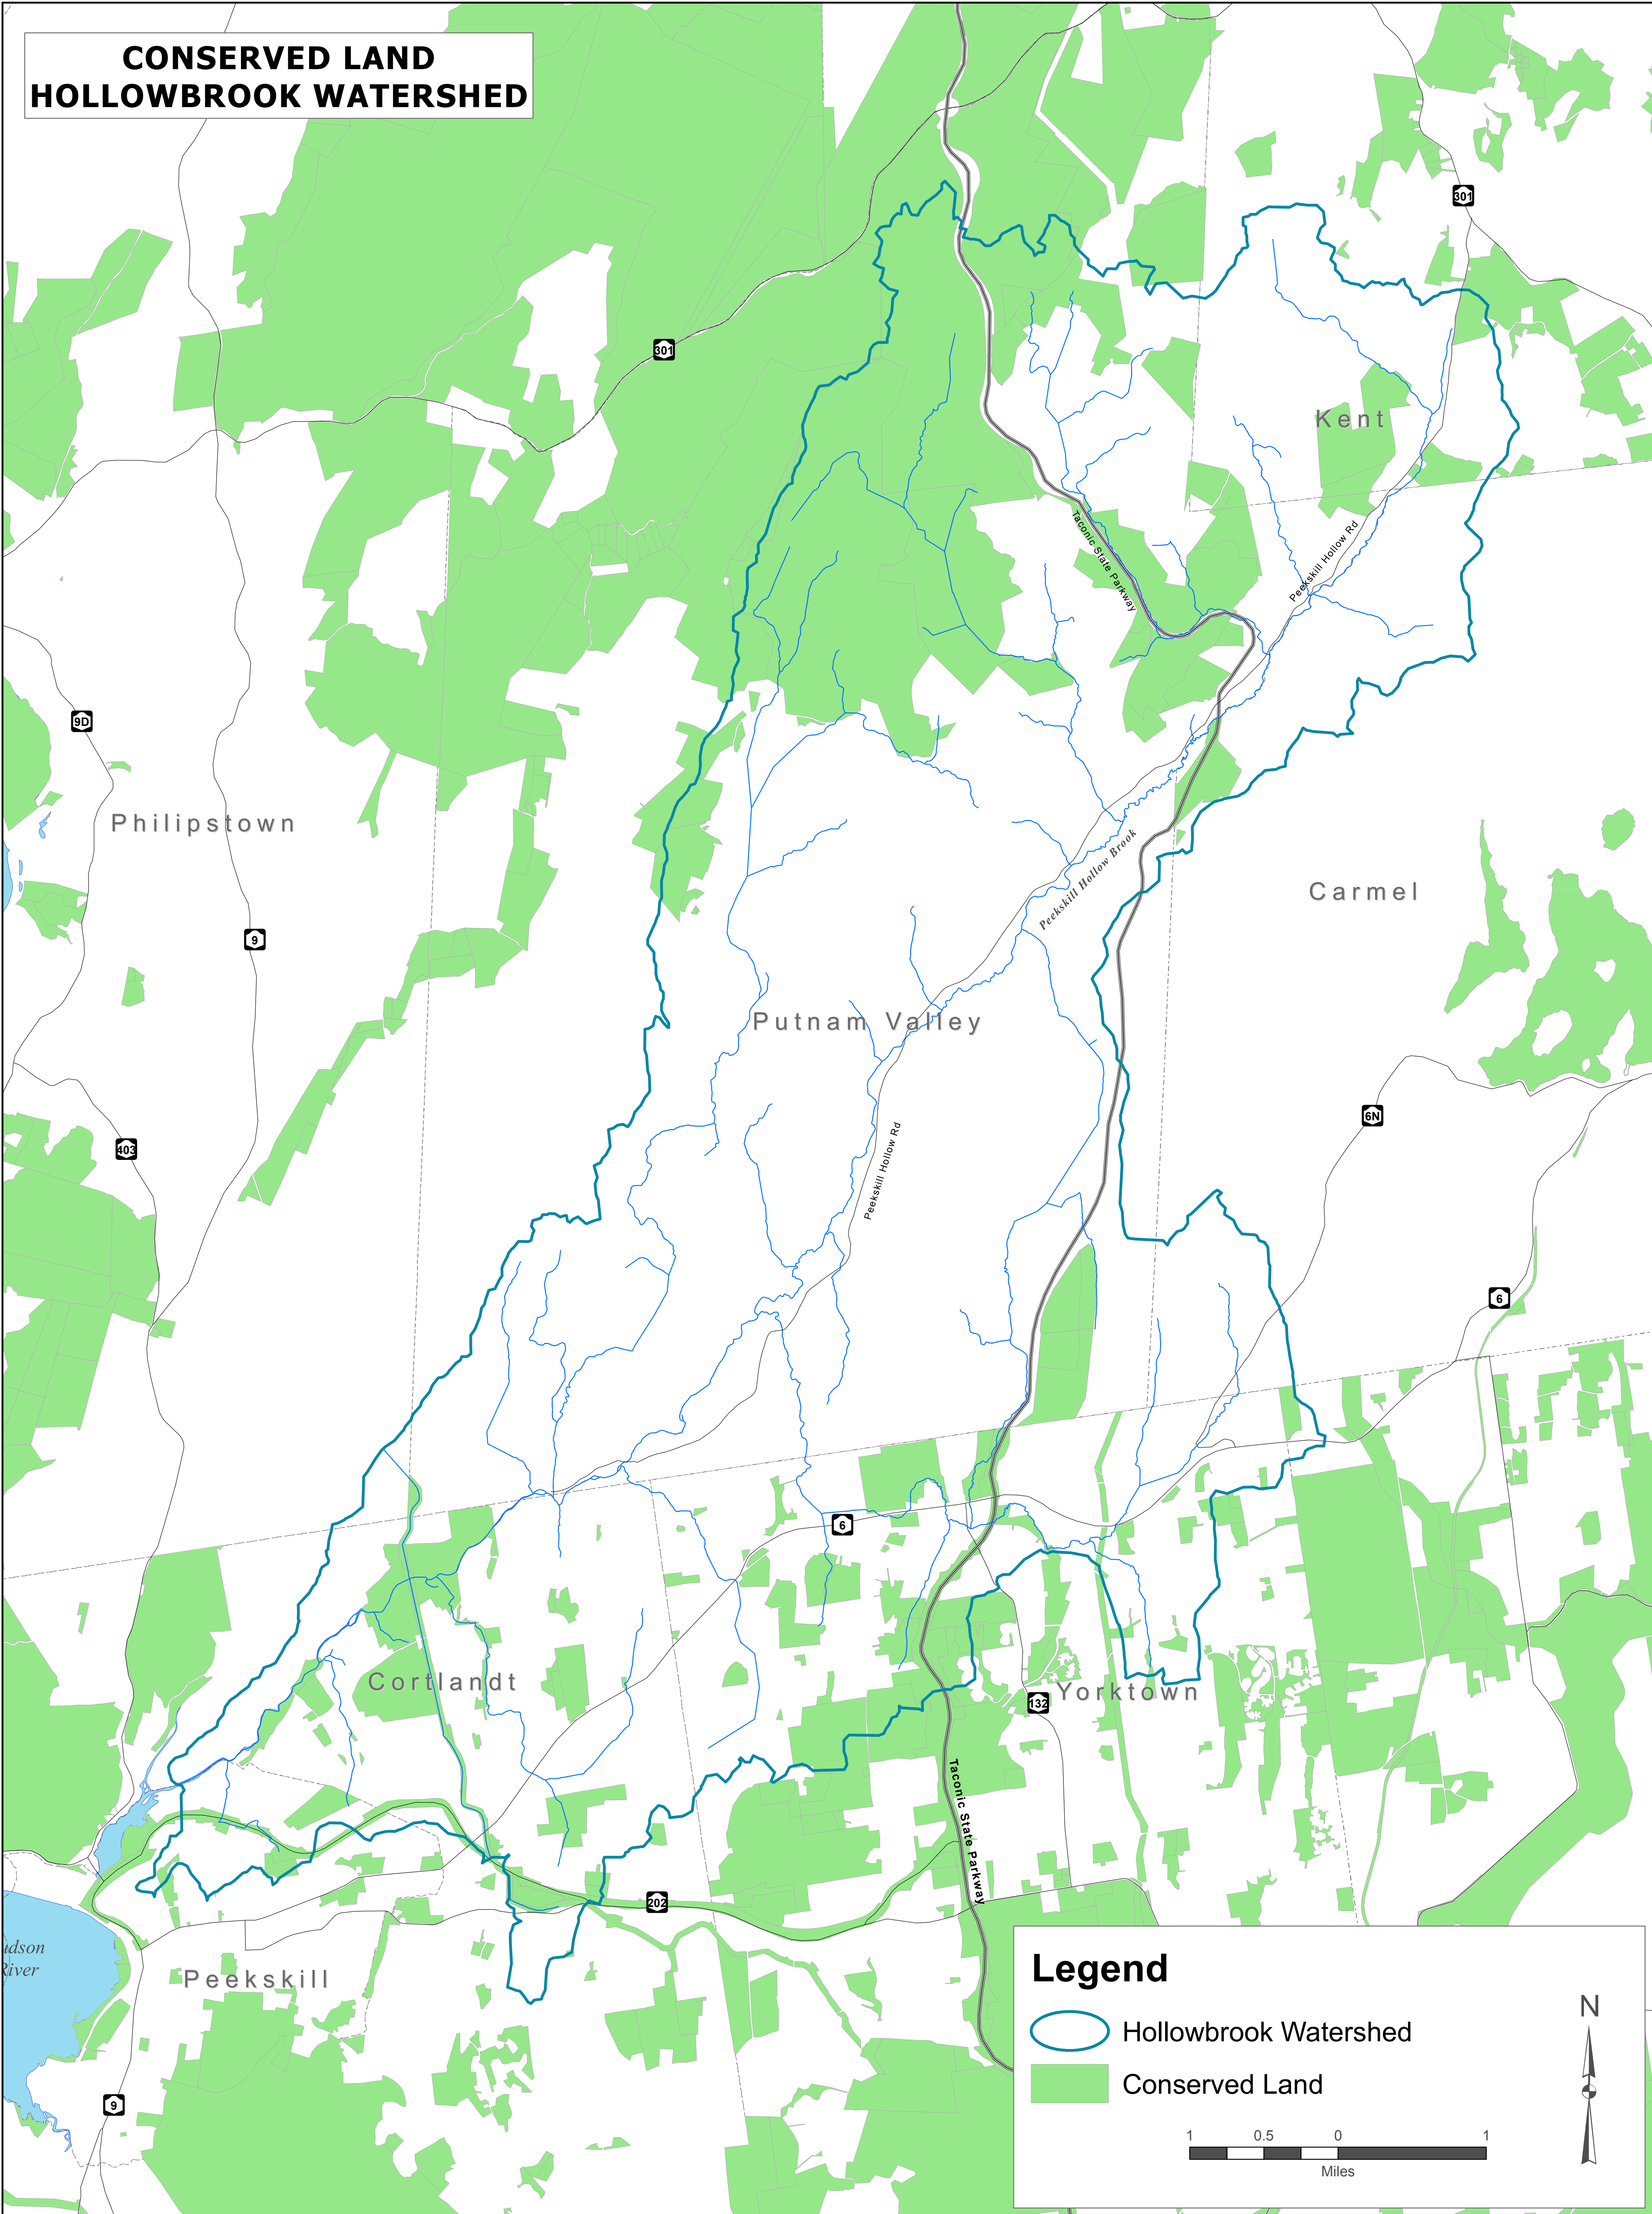 CONSERVED LAND
HOLLOWBROOK WATERSHED
301
301
Kent
Taconic State Parkway
Peekskill Hollow Rd
9D
Philipstown
Peekskill Hollow Brook
Carmel
9
Putnam Valley
6N
403
Peekskill Hollow Rd
6
6
Cortlandt
Yorktown
132
Taconic State Parkway
202
udson
River
Peekskill
9
Legend
Hollowbrook Watershed
Conserved Land
N
1 0.5 0 1
Miles